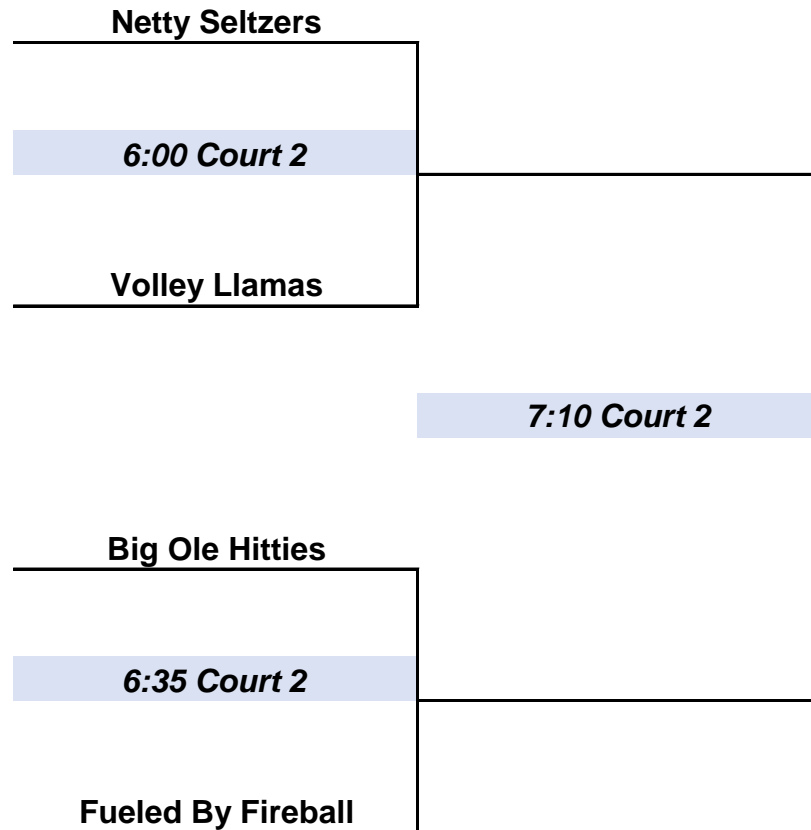 Netty Seltzers
6:00 Court 2
Volley Llamas
7:10 Court 2
Big Ole Hitties
6:35 Court 2
Fueled By Fireball